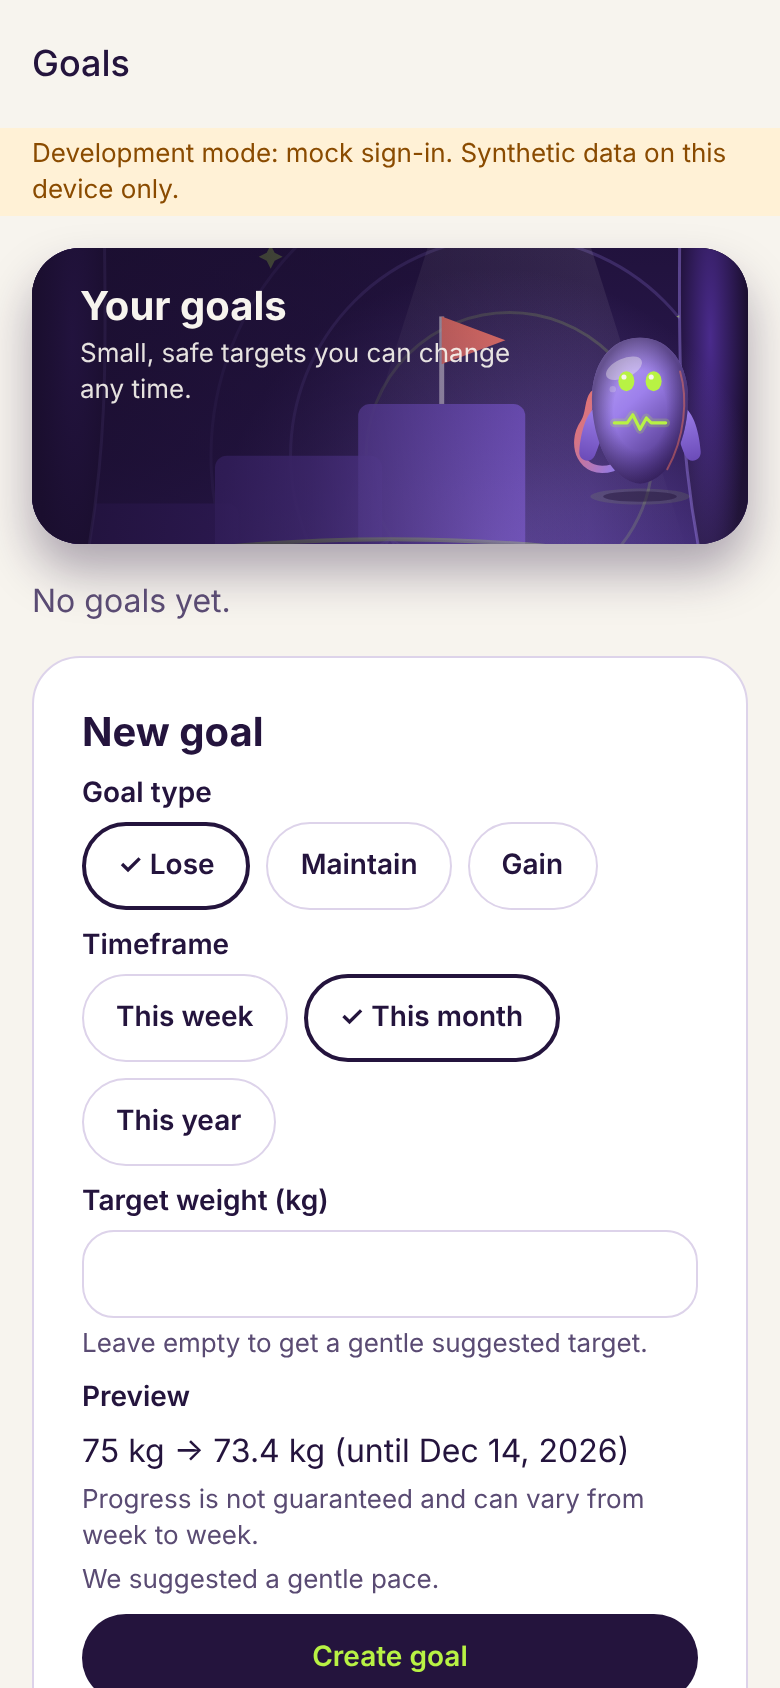 Goals
Development mode: mock sign-in. Synthetic data on this
device only.
Your goals
Small, safe targets you can change
any time.
No goals yet.
New goal
Goal type
✓ Lose
Maintain
Gain
Timeframe
This week
✓ This month
This year
Target weight (kg)
Leave empty to get a gentle suggested target.
Preview
75 kg → 73.4 kg (until Dec 14, 2026)
Progress is not guaranteed and can vary from
week to week.
We suggested a gentle pace.
Create goal